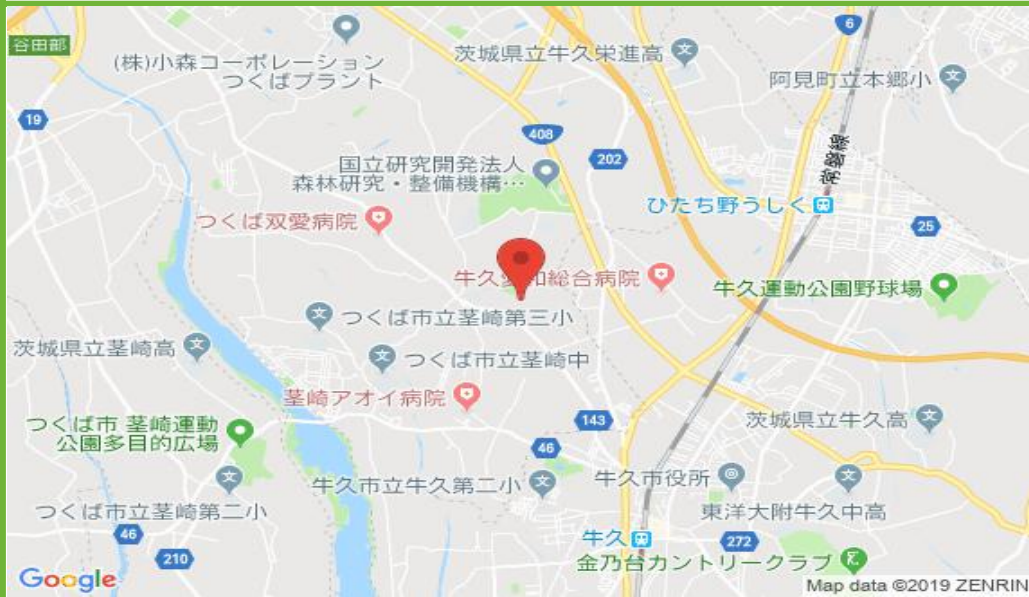 6
谷田部
(株)小森コーポレーション
つくばプラント
茨城県立牛久栄進高
阿見町立本郷小
19
408
常磐線
国立研究開発法人
森林研究・整備機構…
202
つくば双愛病院
ひたち野うしく
25
牛久愛和総合病院
牛久運動公園野球場
つくば市立茎崎第三小
茨城県立茎崎高
つくば市立茎崎中
茎崎アオイ病院
143
茨城県立牛久高
つくば市 茎崎運動
公園多目的広場
46
牛久市立牛久第二小
牛久市役所
つくば市立茎崎第二小
東洋大附牛久中高
46
牛久
272
210
金乃台カントリークラブ
Google
Map data ©2019 ZENRIN